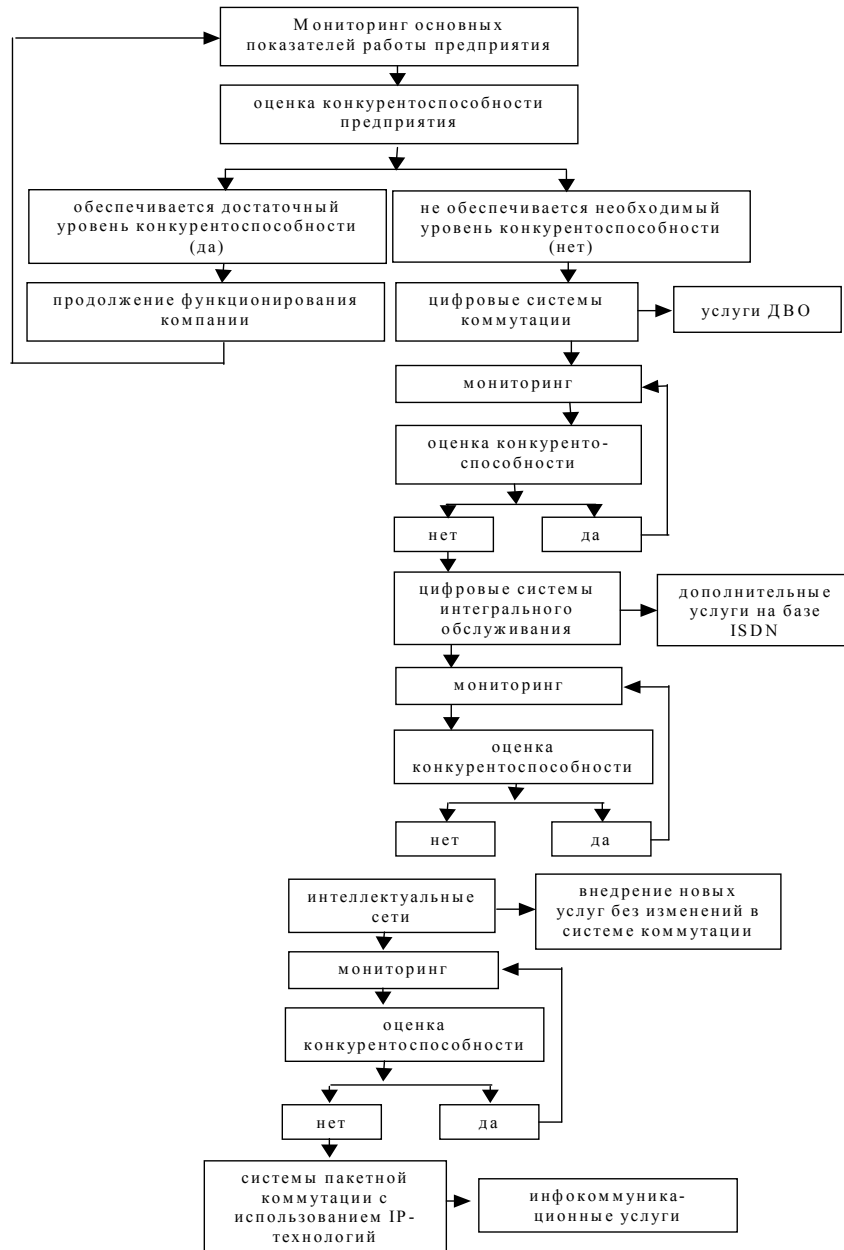 Мониторинг основных
показателей работы предприятия
оценка конкурентоспособности
предприятия
обеспечивается достаточный
уровень конкурентоспособности
(да)
не обеспечивается необходимый
уровень конкурентоспособности
(нет)
продолжение функционирования
компании
цифровые системы
коммутации
услуги ДВО
мониторинг
оценка конкуренто-
способности
нет
да
цифровые системы
интегрального
обслуживания
дополнительные
услуги на базе
ISDN
мониторинг
оценка
конкурентоспособности
нет
да
интеллектуальные
сети
внедрение новых
услуг без изменений в
системе коммутации
мониторинг
оценка
конкурентоспособности
нет
да
системы пакетной
коммутации с
использованием IP-
технологий
инфокоммуника-
ционные услуги